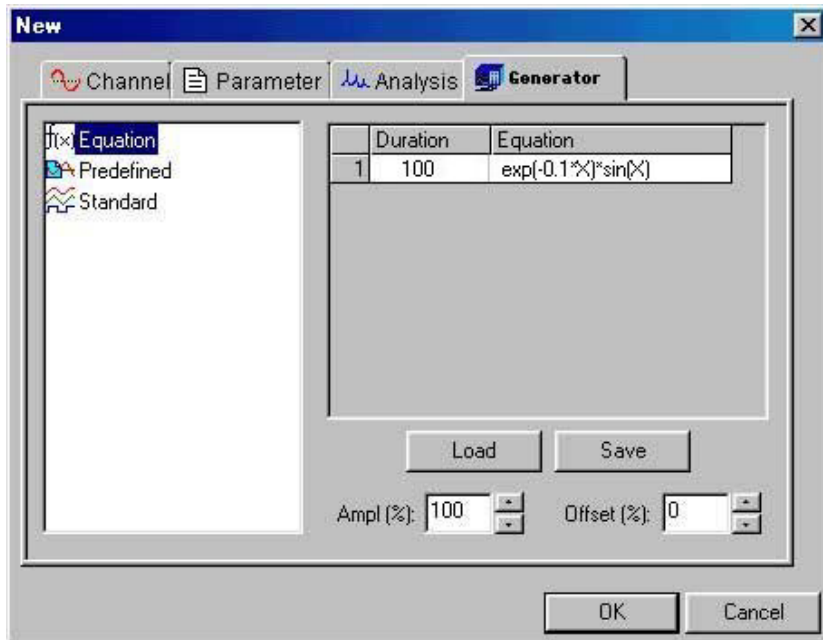 New
Channel Parameter Analysis Generator
f(x) Equation
Predefined
Standard
Duration Equation
1 100 exp(-0.1*X)*sin(X)
Load Save
Ampl (%): 100 Offset (%): 0
OK Cancel